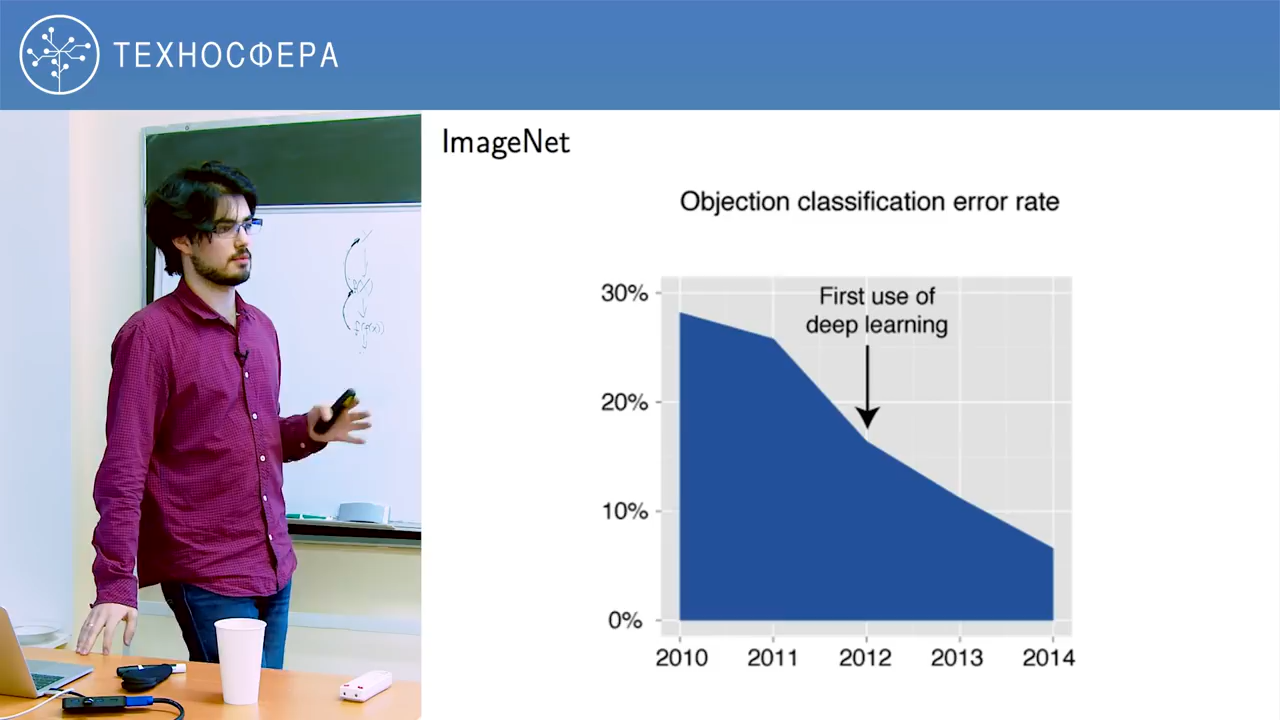 ТЕХНОСФЕРА
ImageNet
Objection classification error rate
30%
First use of
deep learning
20%
10%
0%
2010 2011 2012 2013 2014